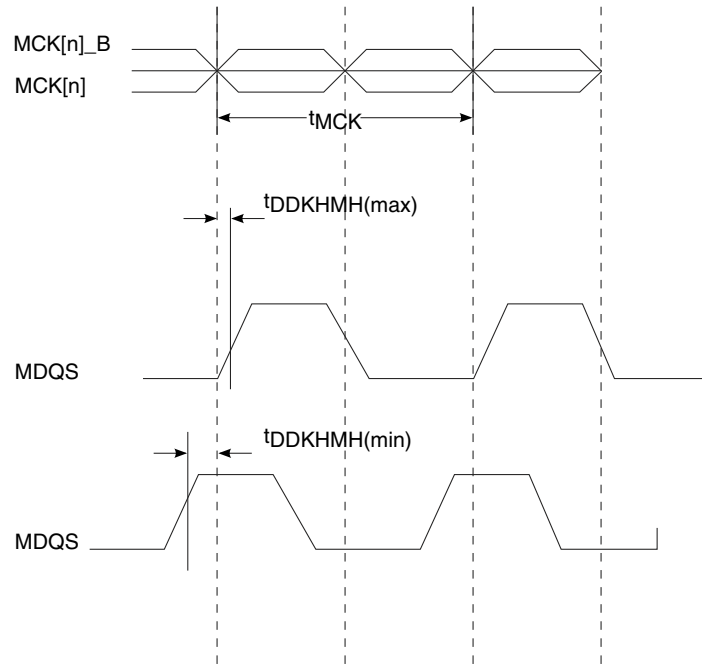 MCK[n]_B
MCK[n]
tMCK
tDDKHMH(max)
MDQS
tDDKHMH(min)
MDQS